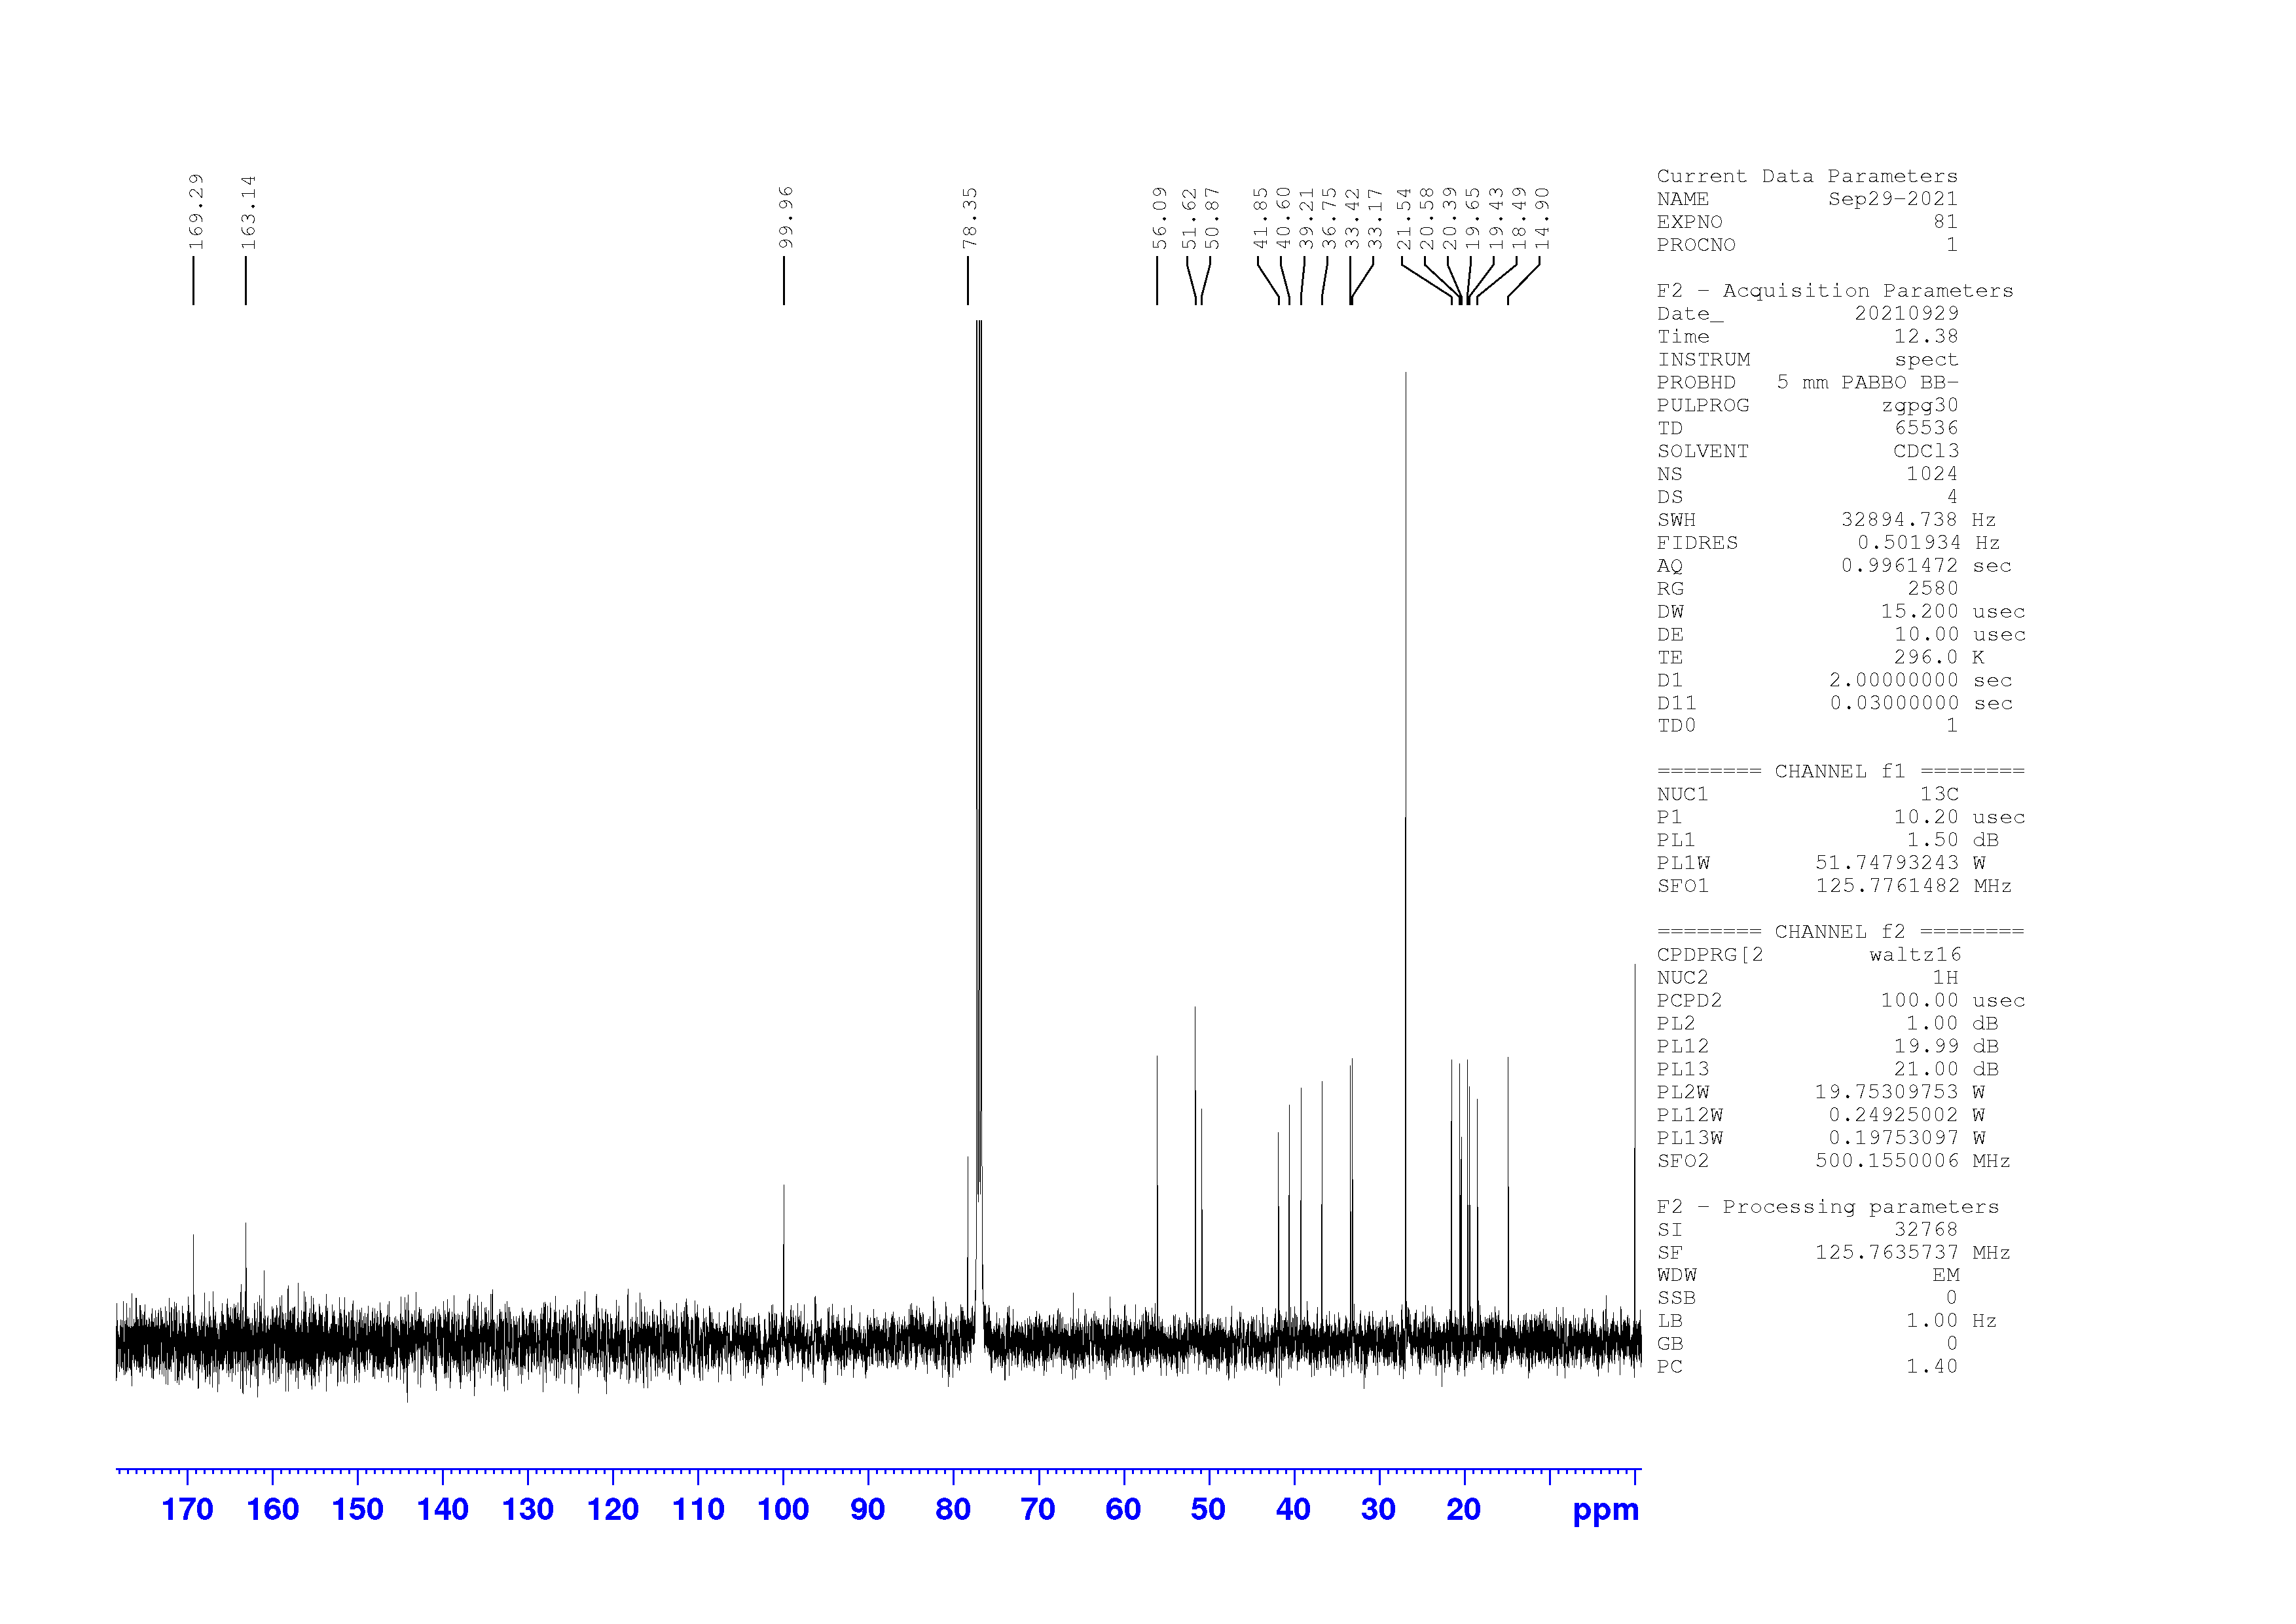 169.29
163.14
99.96
78.35
56.09
51.62
50.87
41.85
40.60
39.21
36.75
33.42
33.17
21.54
20.58
20.39
19.65
19.43
18.49
14.90
170 160 150 140 130 120 110 100 90 80 70 60 50 40 30 20 ppm
Current Data Parameters
NAME Sep29-2021
EXPNO 81
PROCNO 1
F2 - Acquisition Parameters
Date_ 20210929
Time 12.38
INSTRUM spect
PROBHD 5 mm PABBO BB-
PULPROG zgpg30
TD 65536
SOLVENT CDCl3
NS 1024
DS 4
SWH 32894.738 Hz
FIDRES 0.501934 Hz
AQ 0.9961472 sec
RG 2580
DW 15.200 usec
DE 10.00 usec
TE 296.0 K
D1 2.00000000 sec
D11 0.03000000 sec
TD0 1
======== CHANNEL f1 ========
NUC1 13C
P1 10.20 usec
PL1 1.50 dB
PL1W 51.74793243 W
SFO1 125.7761482 MHz
======== CHANNEL f2 ========
CPDPRG[2 waltz16
NUC2 1H
PCPD2 100.00 usec
PL2 1.00 dB
PL12 19.99 dB
PL13 21.00 dB
PL2W 19.75309753 W
PL12W 0.24925002 W
PL13W 0.19753097 W
SFO2 500.1550006 MHz
F2 - Processing parameters
SI 32768
SF 125.7635737 MHz
WDW EM
SSB 0
LB 1.00 Hz
GB 0
PC 1.40